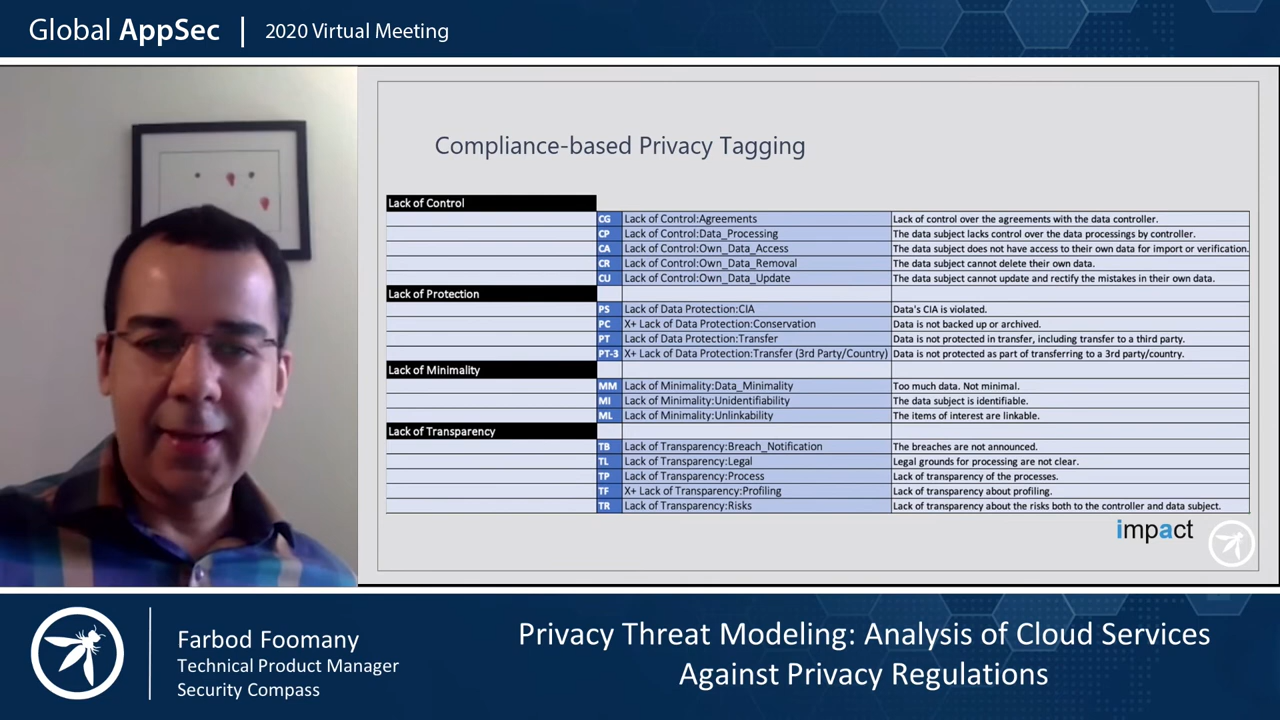 Global AppSec | 2020 Virtual Meeting
Compliance-based Privacy Tagging
Lack of Control
CG Lack of Control:Agreements Lack of control over the agreements with the data controller.
CP Lack of Control:Data_Processing The data subject lacks control over the data processings by controller.
CA Lack of Control:Own_Data_Access The data subject does not have access to their own data for import or verification.
CR Lack of Control:Own_Data_Removal The data subject cannot delete their own data.
CU Lack of Control:Own_Data_Update The data subject cannot update and rectify the mistakes in their own data.
Lack of Protection
PS Lack of Data Protection:CIA Data's CIA is violated.
PC X+ Lack of Data Protection:Conservation Data is not backed up or archived.
PT Lack of Data Protection:Transfer Data is not protected in transfer, including transfer to a third party.
PT-3 X+ Lack of Data Protection:Transfer (3rd Party/Country) Data is not protected as part of transferring to a 3rd party/country.
Lack of Minimality
MM Lack of Minimality:Data_Minimality Too much data. Not minimal.
MI Lack of Minimality:Unidentifiability The data subject is identifiable.
ML Lack of Minimality:Unlinkability The items of interest are linkable.
Lack of Transparency
TB Lack of Transparency:Breach_Notification The breaches are not announced.
TL Lack of Transparency:Legal Legal grounds for processing are not clear.
TP Lack of Transparency:Process Lack of transparency of the processes.
TF X+ Lack of Transparency:Profiling Lack of transparency about profiling.
TR Lack of Transparency:Risks Lack of transparency about the risks both to the controller and data subject.
impact
Farbod Foomany
Technical Product Manager
Security Compass
Privacy Threat Modeling: Analysis of Cloud Services
Against Privacy Regulations